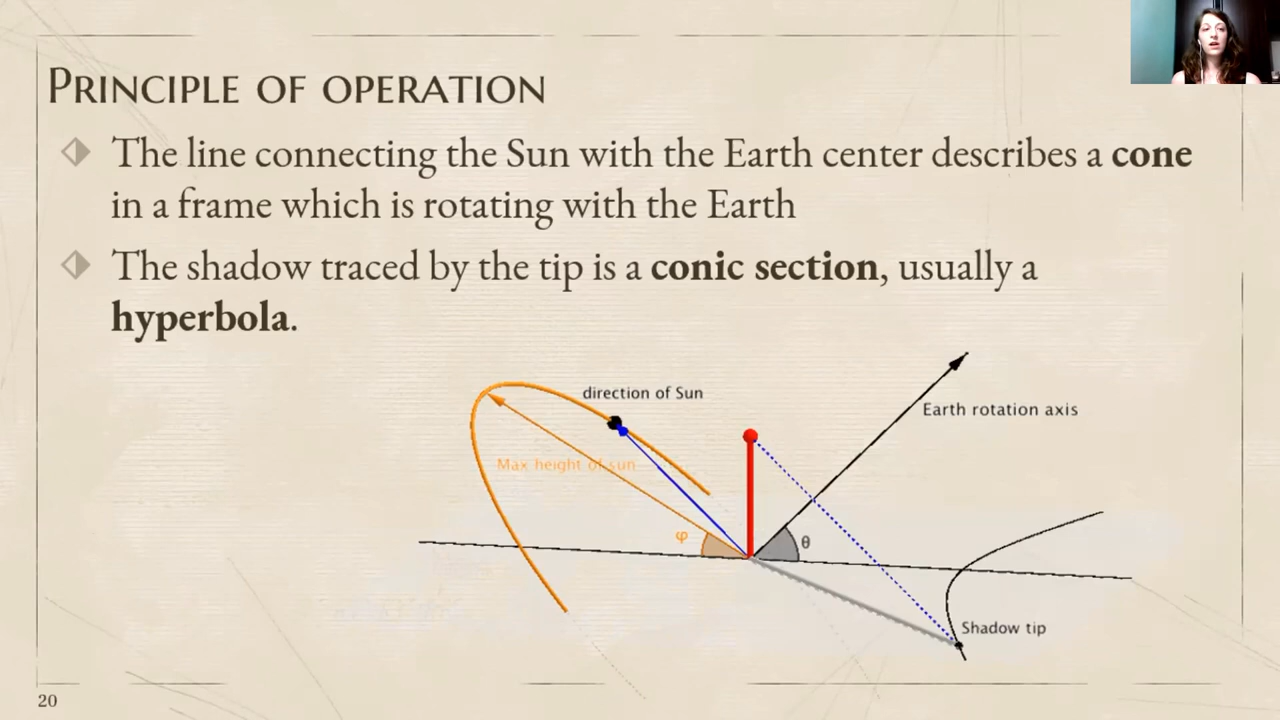 Principle of operation
The line connecting the Sun with the Earth center describes a cone
in a frame which is rotating with the Earth
The shadow traced by the tip is a conic section, usually a
hyperbola.
direction of Sun
Earth rotation axis
Max height of sun
φ
θ
Shadow tip
20